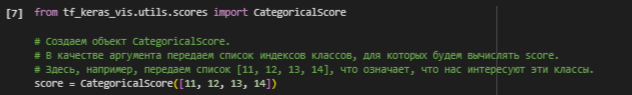 [7] from tf_keras_vis.utils.scores import CategoricalScore
# Создаем объект CategoricalScore.
# В качестве аргумента передаем список индексов классов, для которых будем вычислять score.
# Здесь, например, передаем список [11, 12, 13, 14], что означает, что нас интересуют эти классы.
score = CategoricalScore([11, 12, 13, 14])